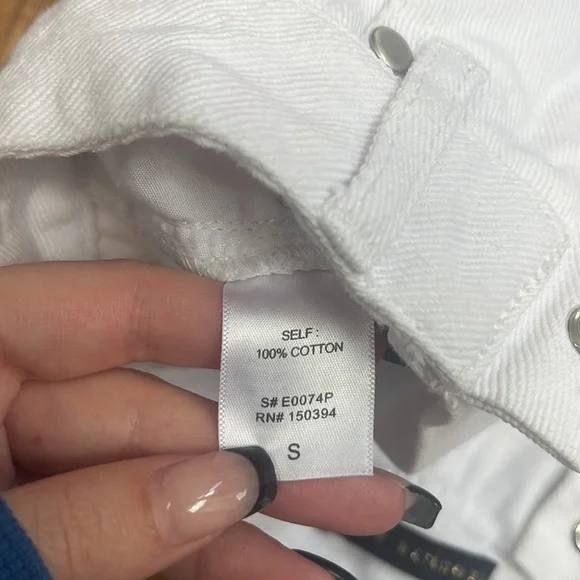 SELF:
100% COTTON
S# E0074P
RN# 150394
S